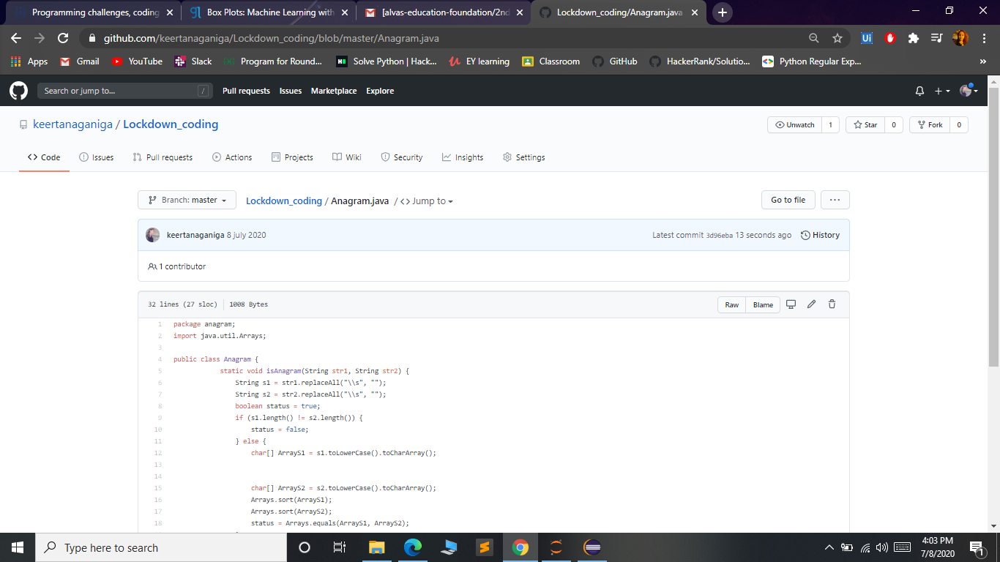 Programming challenges, coding
Box Plots: Machine Learning with
[alvas-education-foundation/2nd
Lockdown_coding/Anagram.java
github.com/keertanaganiga/Lockdown_coding/blob/master/Anagram.java
Apps Gmail YouTube Slack Program for Round... Solve Python | Hack... EY learning Classroom GitHub HackerRank/Solutio... Python Regular Exp... »
Search or jump to... / Pull requests Issues Marketplace Explore
keertanaganiga / Lockdown_coding Unwatch 1 Star 0 Fork 0
Code Issues Pull requests Actions Projects Wiki Security Insights Settings
Branch: master Lockdown_coding / Anagram.java / <> Jump to Go to file ...
keertanaganiga 8 july 2020 Latest commit 3d96eba 13 seconds ago History
1 contributor
32 lines (27 sloc) 1008 Bytes Raw Blame
1 package anagram;
2 import java.util.Arrays;
3
4 public class Anagram {
5 static void isAnagram(String str1, String str2) {
6 String s1 = str1.replaceAll("\\s", "");
7 String s2 = str2.replaceAll("\\s", "");
8 boolean status = true;
9 if (s1.length() != s2.length()) {
10 status = false;
11 } else {
12 char[] ArrayS1 = s1.toLowerCase().toCharArray();
13
14
15 char[] ArrayS2 = s2.toLowerCase().toCharArray();
16 Arrays.sort(ArrayS1);
17 Arrays.sort(ArrayS2);
18 status = Arrays.equals(ArrayS1, ArrayS2);
Type here to search
4:03 PM
7/8/2020
1